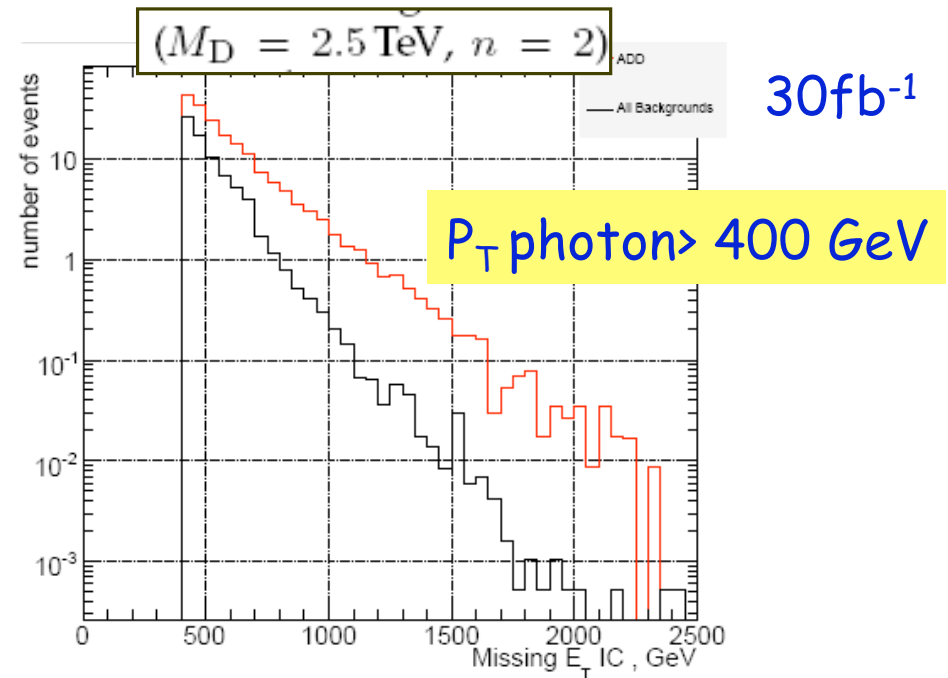 (M_D = 2.5 TeV, n = 2)
ADD
All Backgrounds
30fb⁻¹
P_T photon> 400 GeV
number of events
10
1
10⁻¹
10⁻²
10⁻³
0 500 1000 1500 2000 2500
Missing E_T IC , GeV